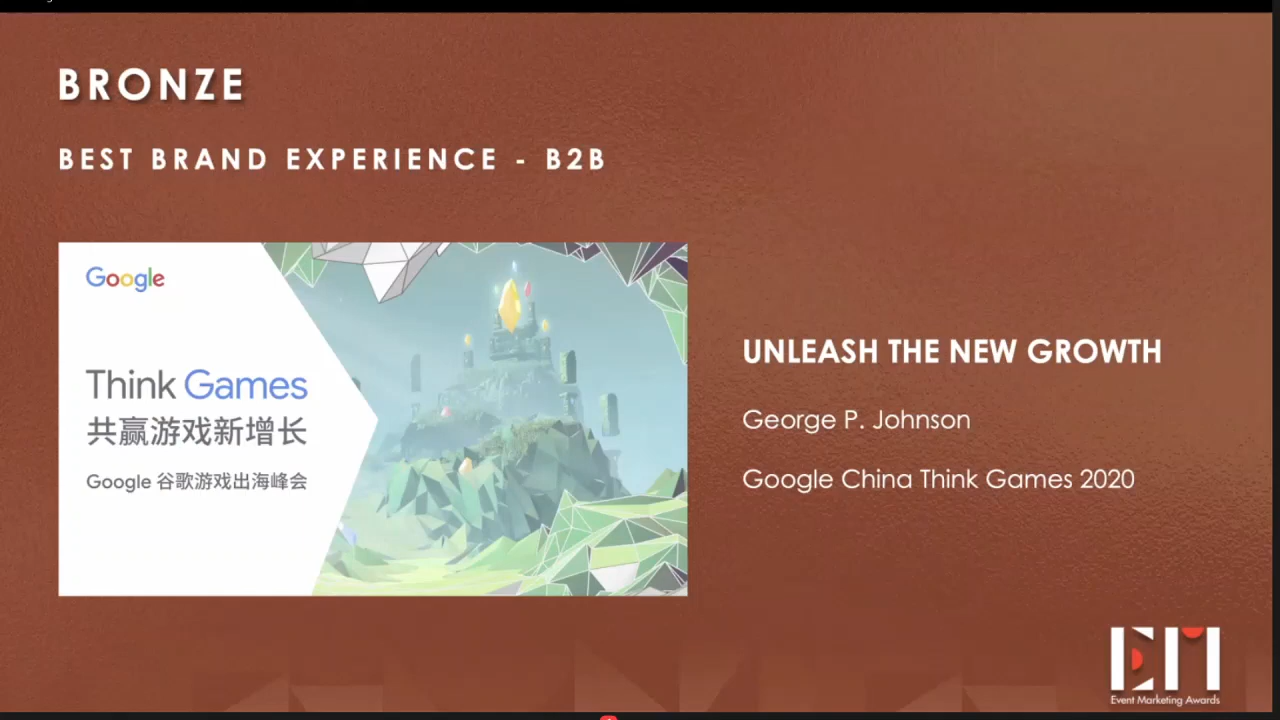 BRONZE
BEST BRAND EXPERIENCE - B2B
Google
Think Games
共赢游戏新增长
Google 谷歌游戏出海峰会
UNLEASH THE NEW GROWTH
George P. Johnson
Google China Think Games 2020
EM
Event Marketing Awards